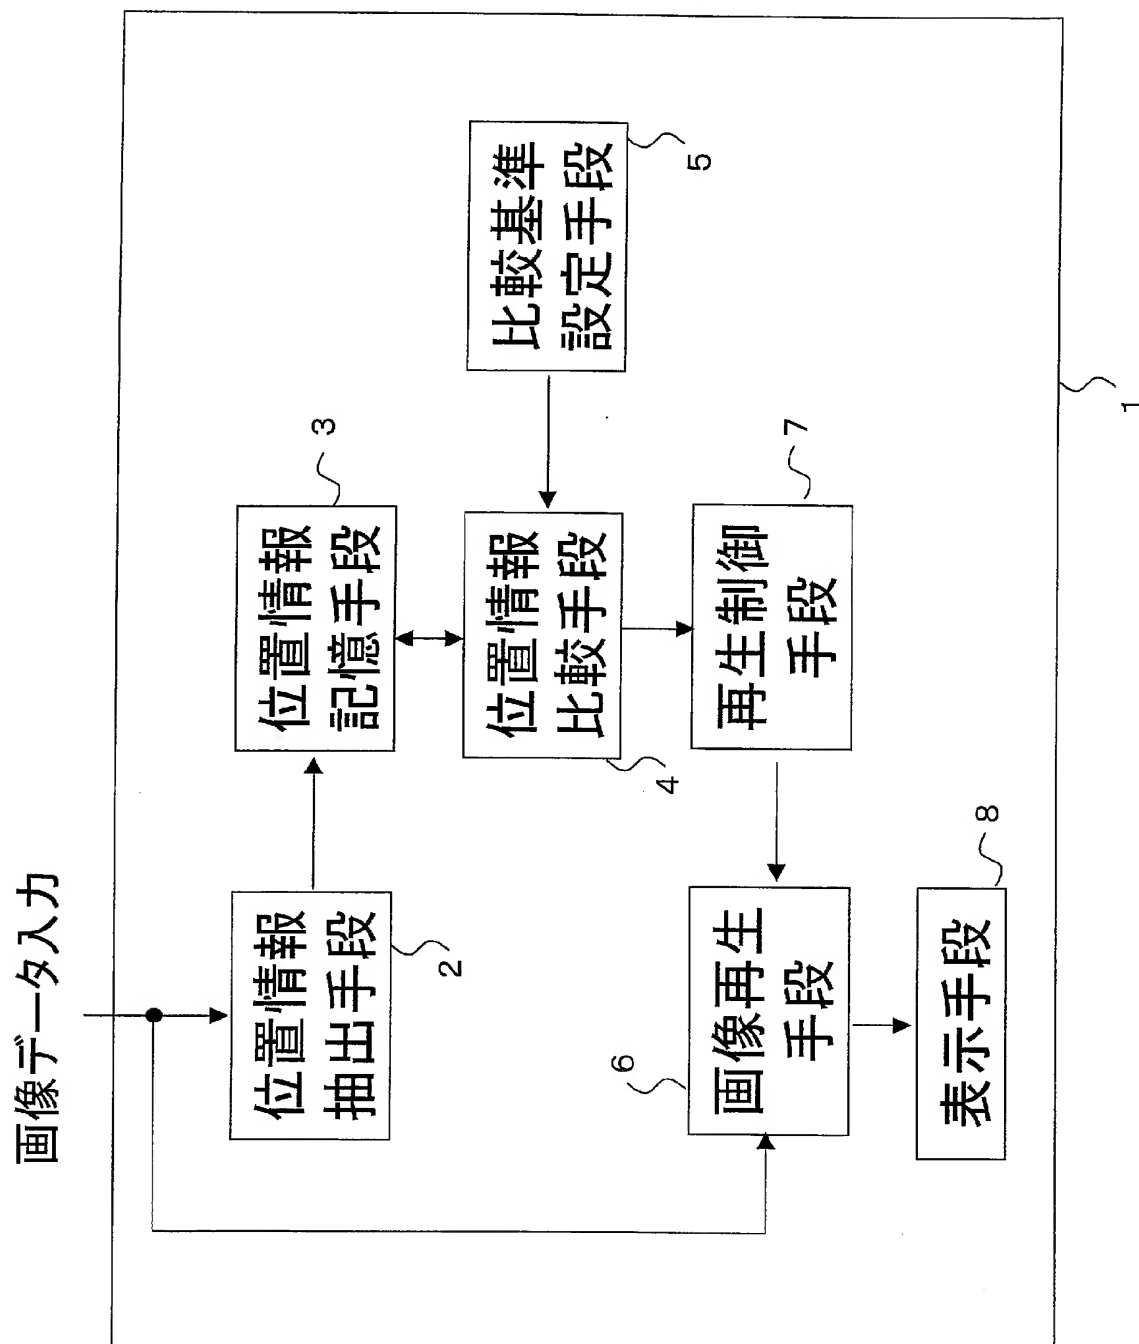 画像データ入力
位置情報
抽出手段
2
位置情報
記憶手段
3
位置情報
比較手段
4
比較基準
設定手段
5
画像再生
手段
6
再生制御
手段
7
表示手段
8
1